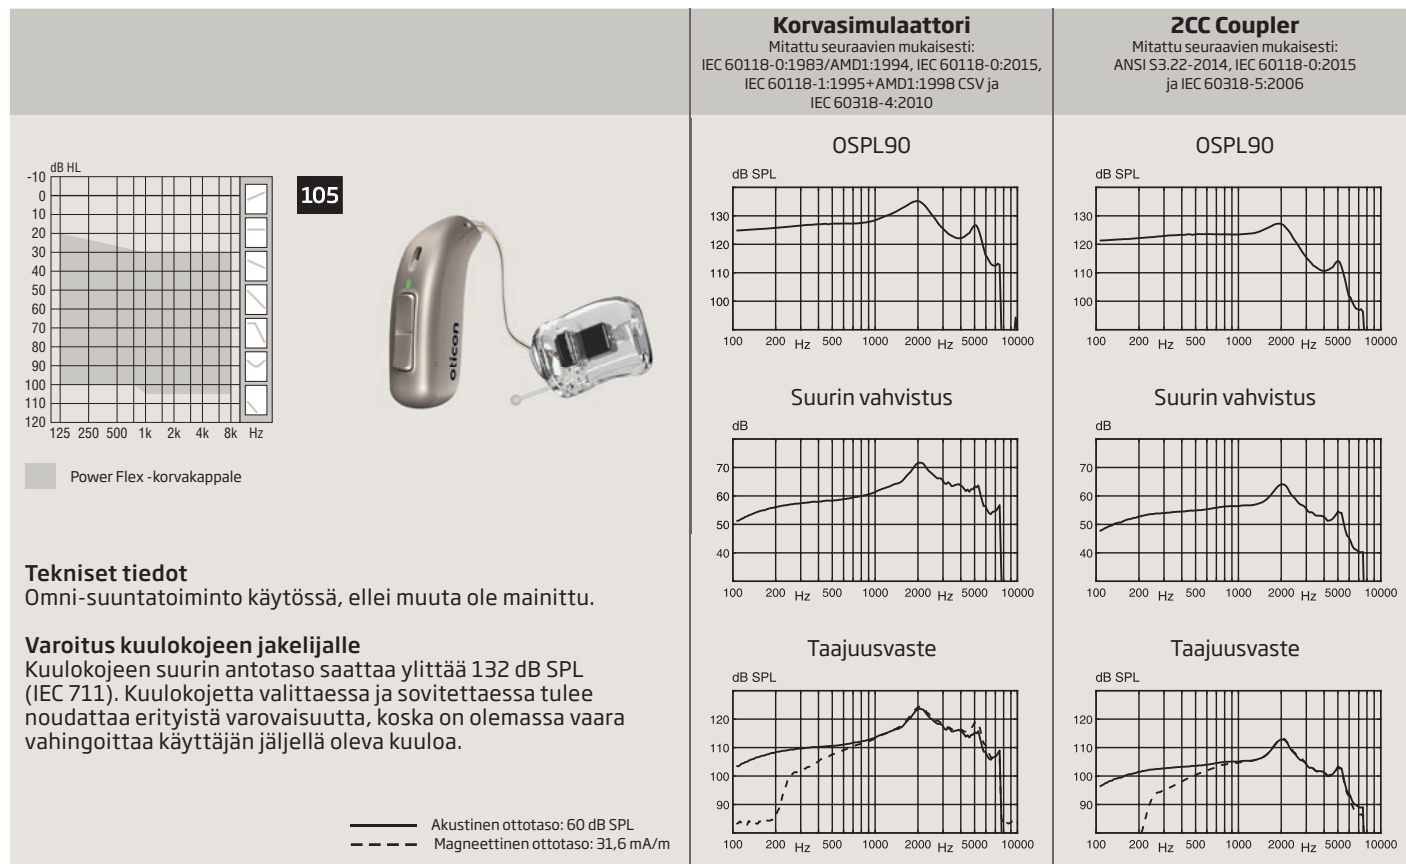 Korvasimulaattori
Mitattu seuraavien mukaisesti:
IEC 60118-0:1983/AMD1:1994, IEC 60118-0:2015,
IEC 60118-1:1995+AMD1:1998 CSV ja
IEC 60318-4:2010
2CC Coupler
Mitattu seuraavien mukaisesti:
ANSI S3.22-2014, IEC 60118-0:2015
ja IEC 60318-5:2006
dB HL
-10
0
10
20
30
40
50
60
70
80
90
100
110
120
125 250 500 1k 2k 4k 8k Hz
105
oticon
Power Flex -korvakappale
Tekniset tiedot
Omni-suuntatoiminto käytössä, ellei muuta ole mainittu.
Varoitus kuulokojeen jakelijalle
Kuulokojeen suurin antotaso saattaa ylittää 132 dB SPL
(IEC 711). Kuulokojetta valittaessa ja sovitettaessa tulee
noudattaa erityistä varovaisuutta, koska on olemassa vaara
vahingoittaa käyttäjän jäljellä oleva kuuloa.
Akustinen ottotaso: 60 dB SPL
Magneettinen ottotaso: 31,6 mA/m
OSPL90
dB SPL
130
120
110
100
100 200 Hz 500 1000 2000 Hz 5000 10000
Suurin vahvistus
dB
70
60
50
40
100 200 Hz 500 1000 2000 Hz 5000 10000
Taajuusvaste
dB SPL
120
110
100
90
100 200 Hz 500 1000 2000 Hz 5000 10000
OSPL90
dB SPL
130
120
110
100
100 200 Hz 500 1000 2000 Hz 5000 10000
Suurin vahvistus
dB
70
60
50
40
100 200 Hz 500 1000 2000 Hz 5000 10000
Taajuusvaste
dB SPL
120
110
100
90
100 200 Hz 500 1000 2000 Hz 5000 10000